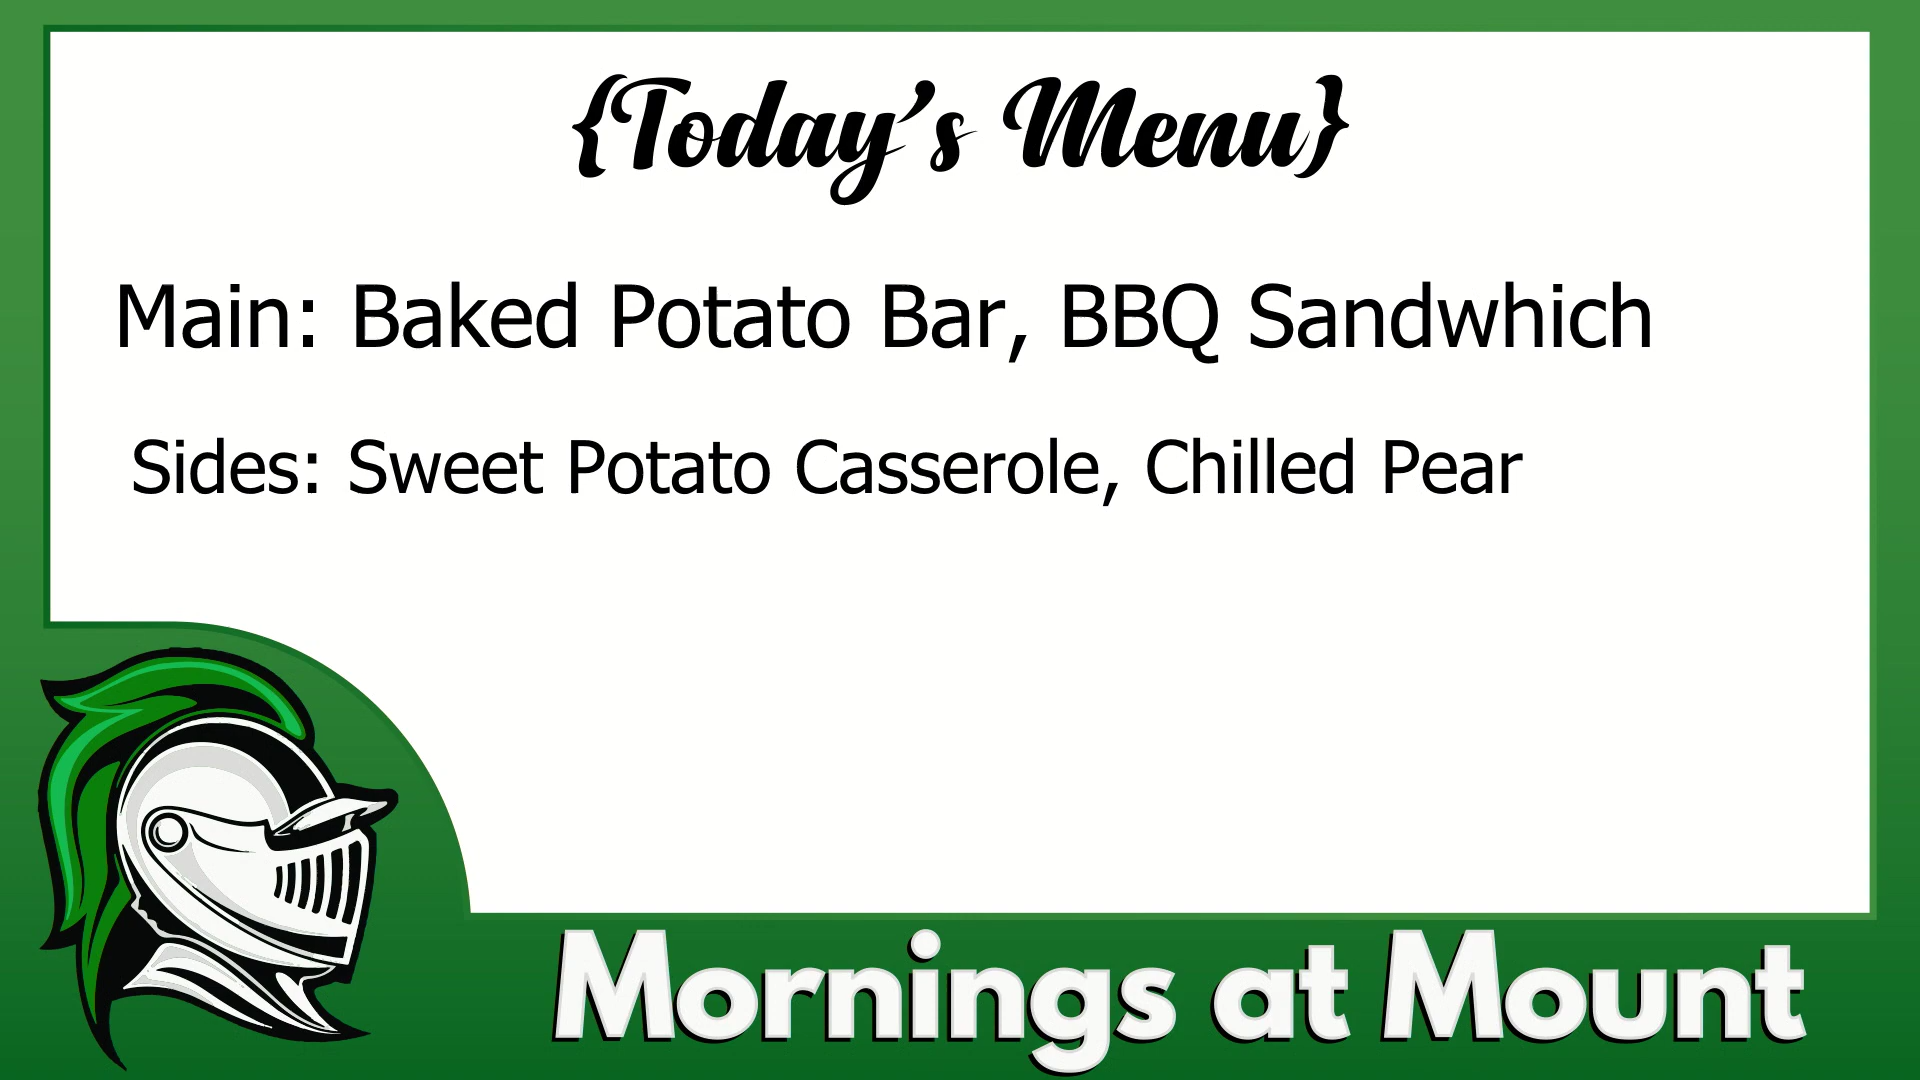 {Today's Menu}
Main: Baked Potato Bar, BBQ Sandwhich
Sides: Sweet Potato Casserole, Chilled Pear
Mornings at Mount